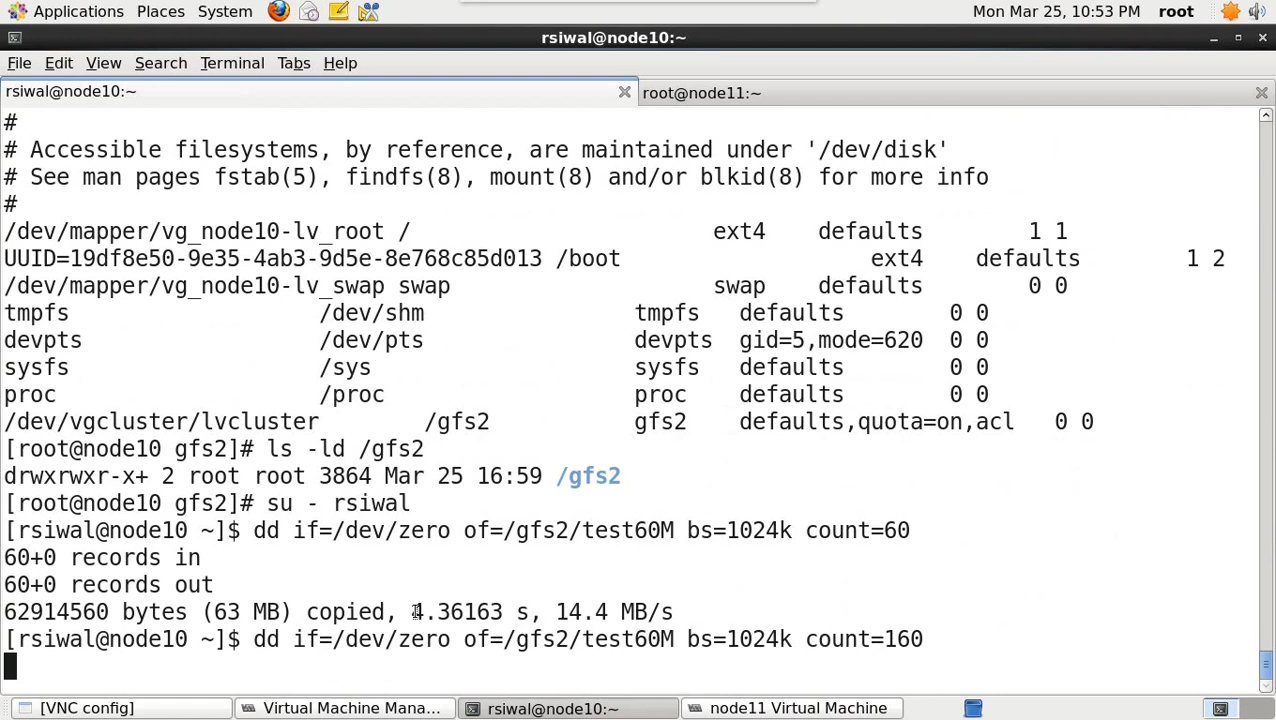 Applications Places System Mon Mar 25, 10:53 PM root
rsiwal@node10:~
File Edit View Search Terminal Tabs Help
rsiwal@node10:~ root@node11:~
#
# Accessible filesystems, by reference, are maintained under '/dev/disk'
# See man pages fstab(5), findfs(8), mount(8) and/or blkid(8) for more info
#
/dev/mapper/vg_node10-lv_root / ext4 defaults 1 1
UUID=19df8e50-9e35-4ab3-9d5e-8e768c85d013 /boot ext4 defaults 1 2
/dev/mapper/vg_node10-lv_swap swap swap defaults 0 0
tmpfs /dev/shm tmpfs defaults 0 0
devpts /dev/pts devpts gid=5,mode=620 0 0
sysfs /sys sysfs defaults 0 0
proc /proc proc defaults 0 0
/dev/vgcluster/lvcluster /gfs2 gfs2 defaults,quota=on,acl 0 0
[root@node10 gfs2]# ls -ld /gfs2
drwxrwxr-x+ 2 root root 3864 Mar 25 16:59 /gfs2
[root@node10 gfs2]# su - rsiwal
[rsiwal@node10 ~]$ dd if=/dev/zero of=/gfs2/test60M bs=1024k count=60
60+0 records in
60+0 records out
62914560 bytes (63 MB) copied, 4.36163 s, 14.4 MB/s
[rsiwal@node10 ~]$ dd if=/dev/zero of=/gfs2/test60M bs=1024k count=160
[VNC config] Virtual Machine Mana... rsiwal@node10:~ node11 Virtual Machine